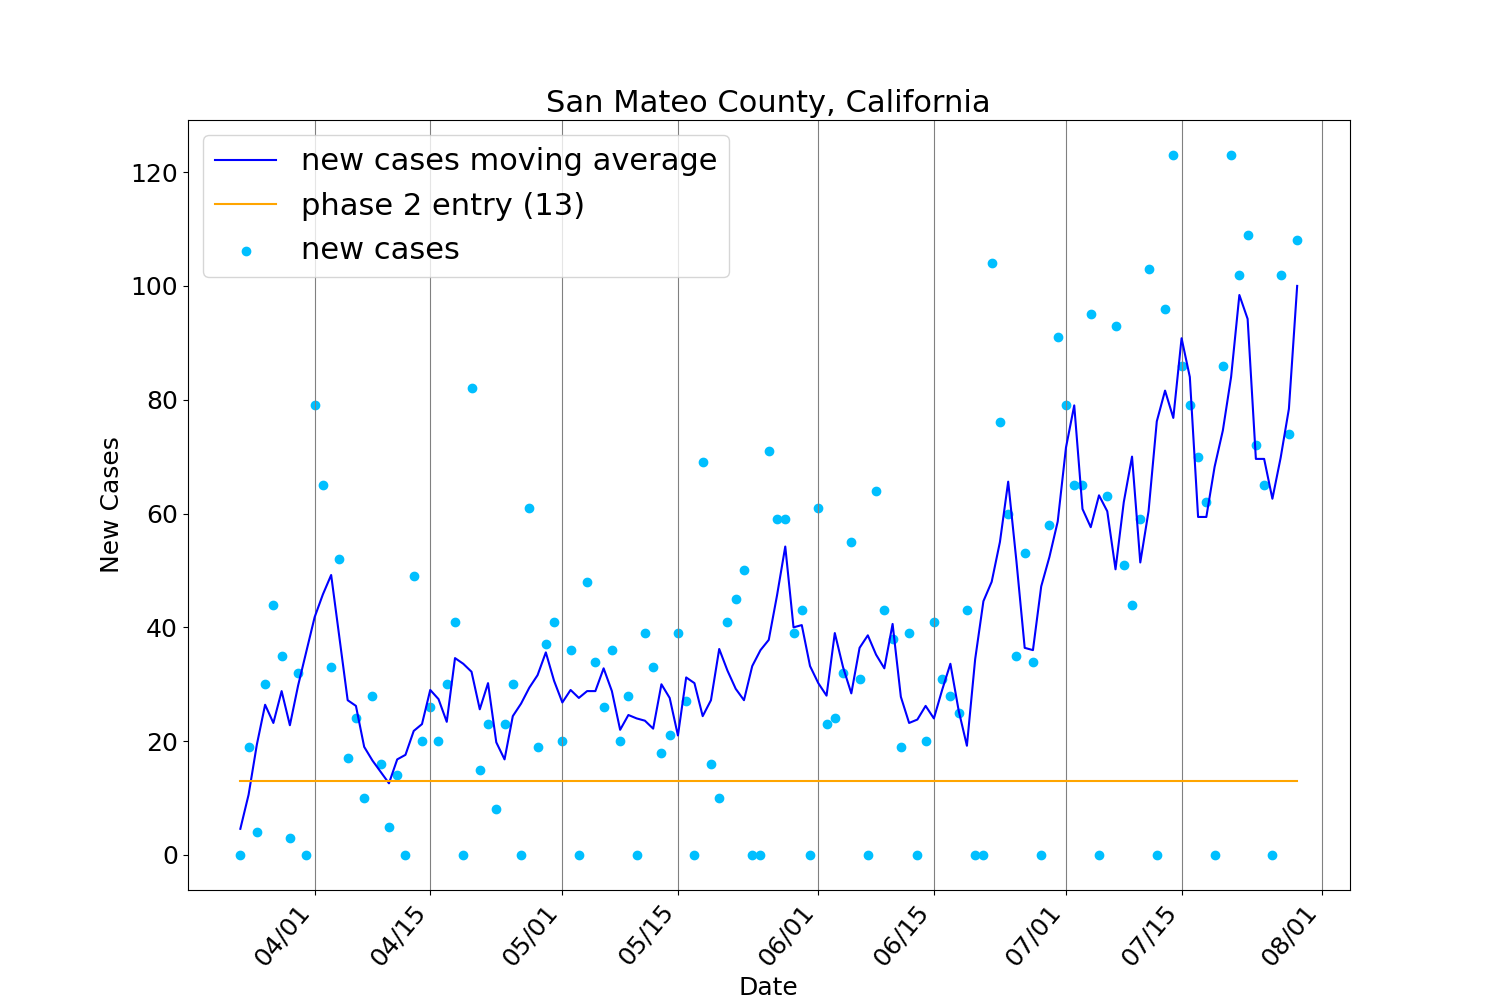 San Mateo County, California
new cases moving average
phase 2 entry (13)
new cases
120
100
80
60
40
20
0
New Cases
04/01
04/15
05/01
05/15
06/01
06/15
07/01
07/15
08/01
Date